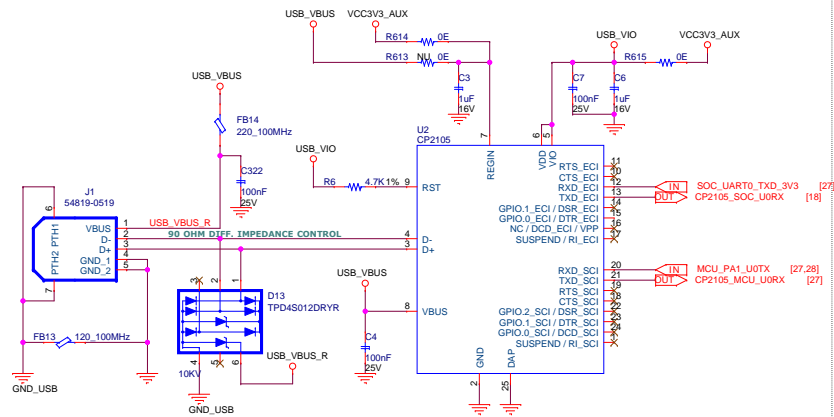 USB_VBUS
VCC3V3_AUX
R614
0E
R613
NU
0E
USB_VIO
R615
0E
VCC3V3_AUX
C3
1uF
16V
C7
100nF
25V
C6
1uF
16V
USB_VBUS
FB14
220_100MHz
C322
100nF
25V
USB_VIO
R6
4.7K 1%
U2
CP2105
7
REGIN
6
VDD
5
VIO
9
RST
4
D-
3
D+
8
VBUS
2
GND
25
DAP
RTS_ECI
11
CTS_ECI
10
RXD_ECI
12
IN
SOC_UART0_TXD_3V3
[27]
TXD_ECI
13
OUT
CP2105_SOC_U0RX
[18]
GPIO.1_ECI / DSR_ECI
14
GPIO.0_ECI / DTR_ECI
15
NC / DCD_ECI / VPP
16
SUSPEND / RI_ECI
17
RXD_SCI
20
IN
MCU_PA1_U0TX
[27,28]
TXD_SCI
21
OUT
CP2105_MCU_U0RX
[27]
RTS_SCI
19
CTS_SCI
18
GPIO.2_SCI / DSR_SCI
22
GPIO.1_SCI / DTR_SCI
23
GPIO.0_SCI / DCD_SCI
24
SUSPEND / RI_SCI
J1
54819-0519
6
PTH1
PTH2
7
VBUS
1
D-
2
D+
3
GND_1
4
GND_2
5
USB_VBUS_R
90 OHM DIFF. IMPEDANCE CONTROL
3
2
1
D13
TPD4S012DRYR
4
5
6
10KV
USB_VBUS_R
GND_USB
FB13
120_100MHz
GND_USB
USB_VBUS
C4
100nF
25V